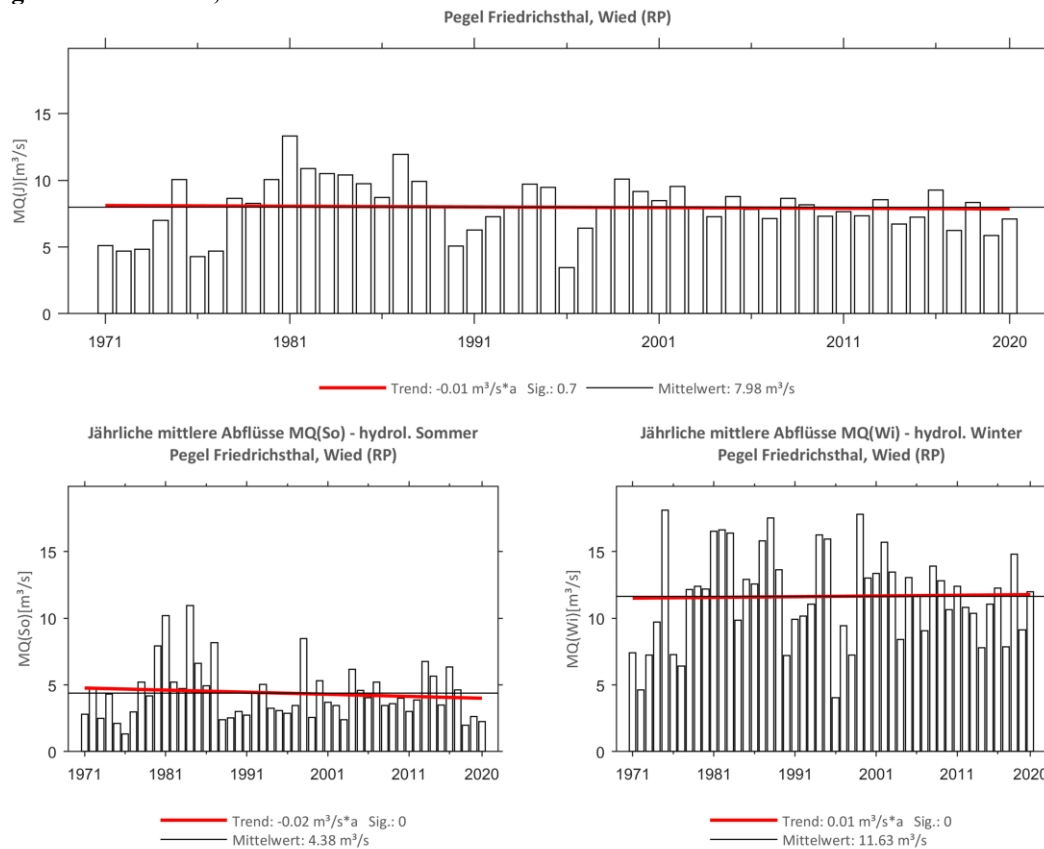 Pegel Friedrichsthal, Wied (RP)
MQ(J)[m³/s]
15
10
5
0
1971
1981
1991
2001
2011
2020
Trend: -0.01 m³/s*a Sig.: 0.7
Mittelwert: 7.98 m³/s
Jährliche mittlere Abflüsse MQ(So) - hydrol. Sommer
Pegel Friedrichsthal, Wied (RP)
MQ(So)[m³/s]
15
10
5
0
1971
1981
1991
2001
2011
2020
Trend: -0.02 m³/s*a Sig.: 0
Mittelwert: 4.38 m³/s
Jährliche mittlere Abflüsse MQ(Wi) - hydrol. Winter
Pegel Friedrichsthal, Wied (RP)
MQ(Wi)[m³/s]
15
10
5
0
1971
1981
1991
2001
2011
2020
Trend: 0.01 m³/s*a Sig.: 0
Mittelwert: 11.63 m³/s